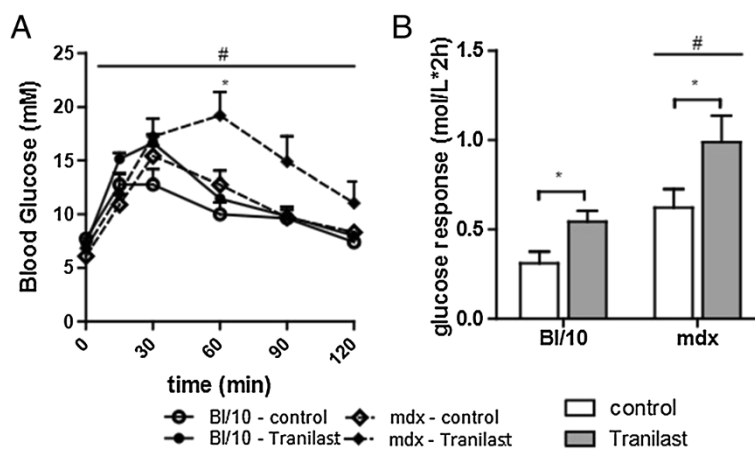 A
#
*
25
20
15
10
5
0
Blood Glucose (mM)
0 30 60 90 120
time (min)
Bl/10 - control
mdx - control
Bl/10 - Tranilast
mdx - Tranilast
B
#
*
*
1.5
1.0
0.5
0.0
glucose response (mol/L*2h)
Bl/10 mdx
control
Tranilast